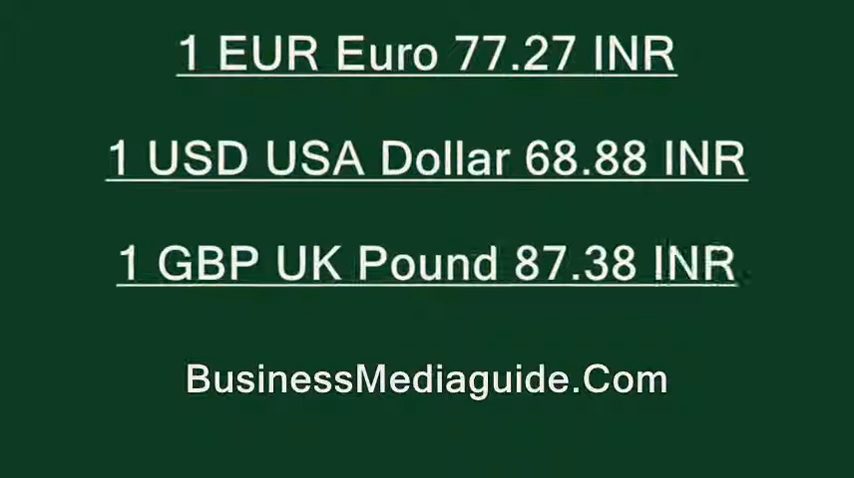 1 EUR Euro 77.27 INR
1 USD USA Dollar 68.88 INR
1 GBP UK Pound 87.38 INR
BusinessMediaguide.Com